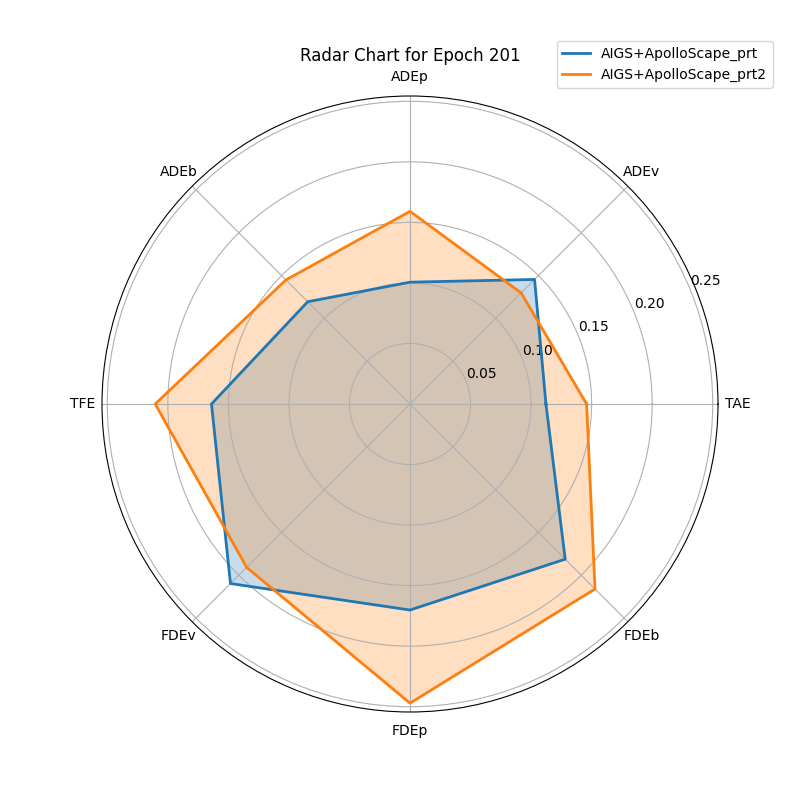 Radar Chart for Epoch 201
AIGS+ApolloScape_prt
AIGS+ApolloScape_prt2
ADEp
ADEb
ADEv
0.25
0.20
0.15
0.10
0.05
TFE
TAE
FDEv
FDEb
FDEp